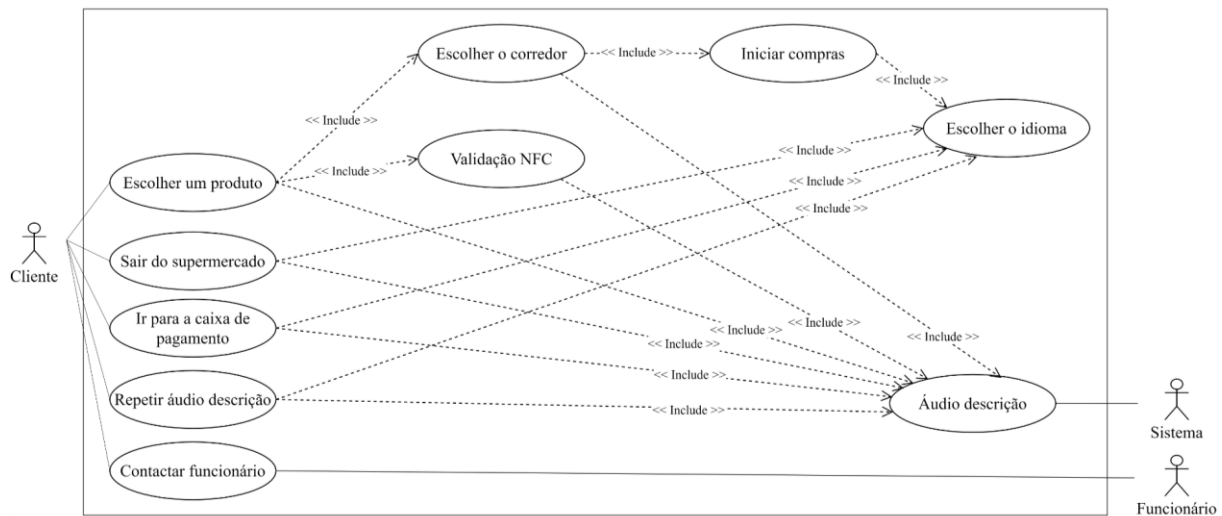 Escolher o corredor
<< Include >>
Iniciar compras
<< Include >>
<< Include >>
Escolher o idioma
Validação NFC
<< Include >>
<< Include >>
Escolher um produto
<< Include >>
<< Include >>
Cliente
Sair do supermercado
Ir para a caixa de
pagamento
<< Include >>
<< Include >>
<< Include >>
<< Include >>
<< Include >>
Repetir áudio descrição
<< Include >>
Áudio descrição
Sistema
Contactar funcionário
Funcionário